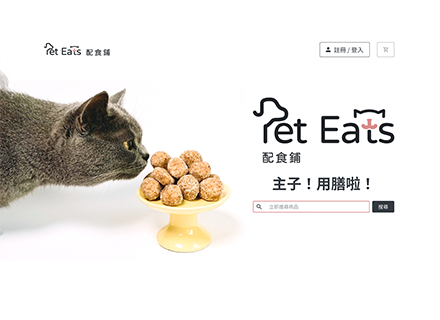 Pet Eats 配食鋪
註冊 / 登入
Pet Eats
配食鋪
主子！用膳啦！
立即搜尋商品
搜尋